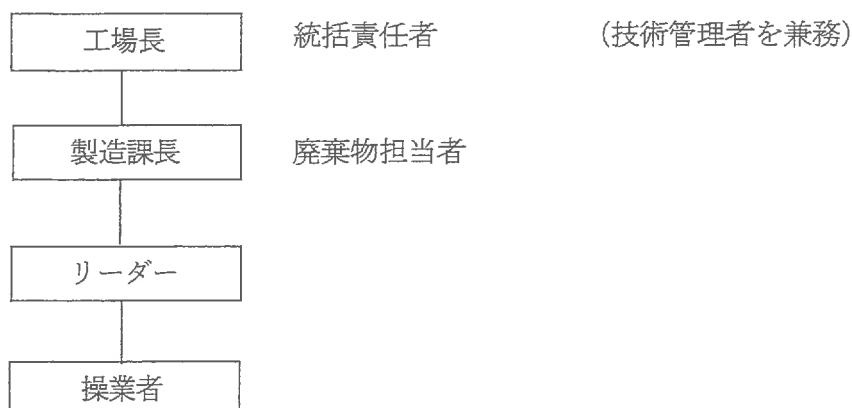 工場長　統括責任者　（技術管理者を兼務）
製造課長　廃棄物担当者
リーダー
操業者